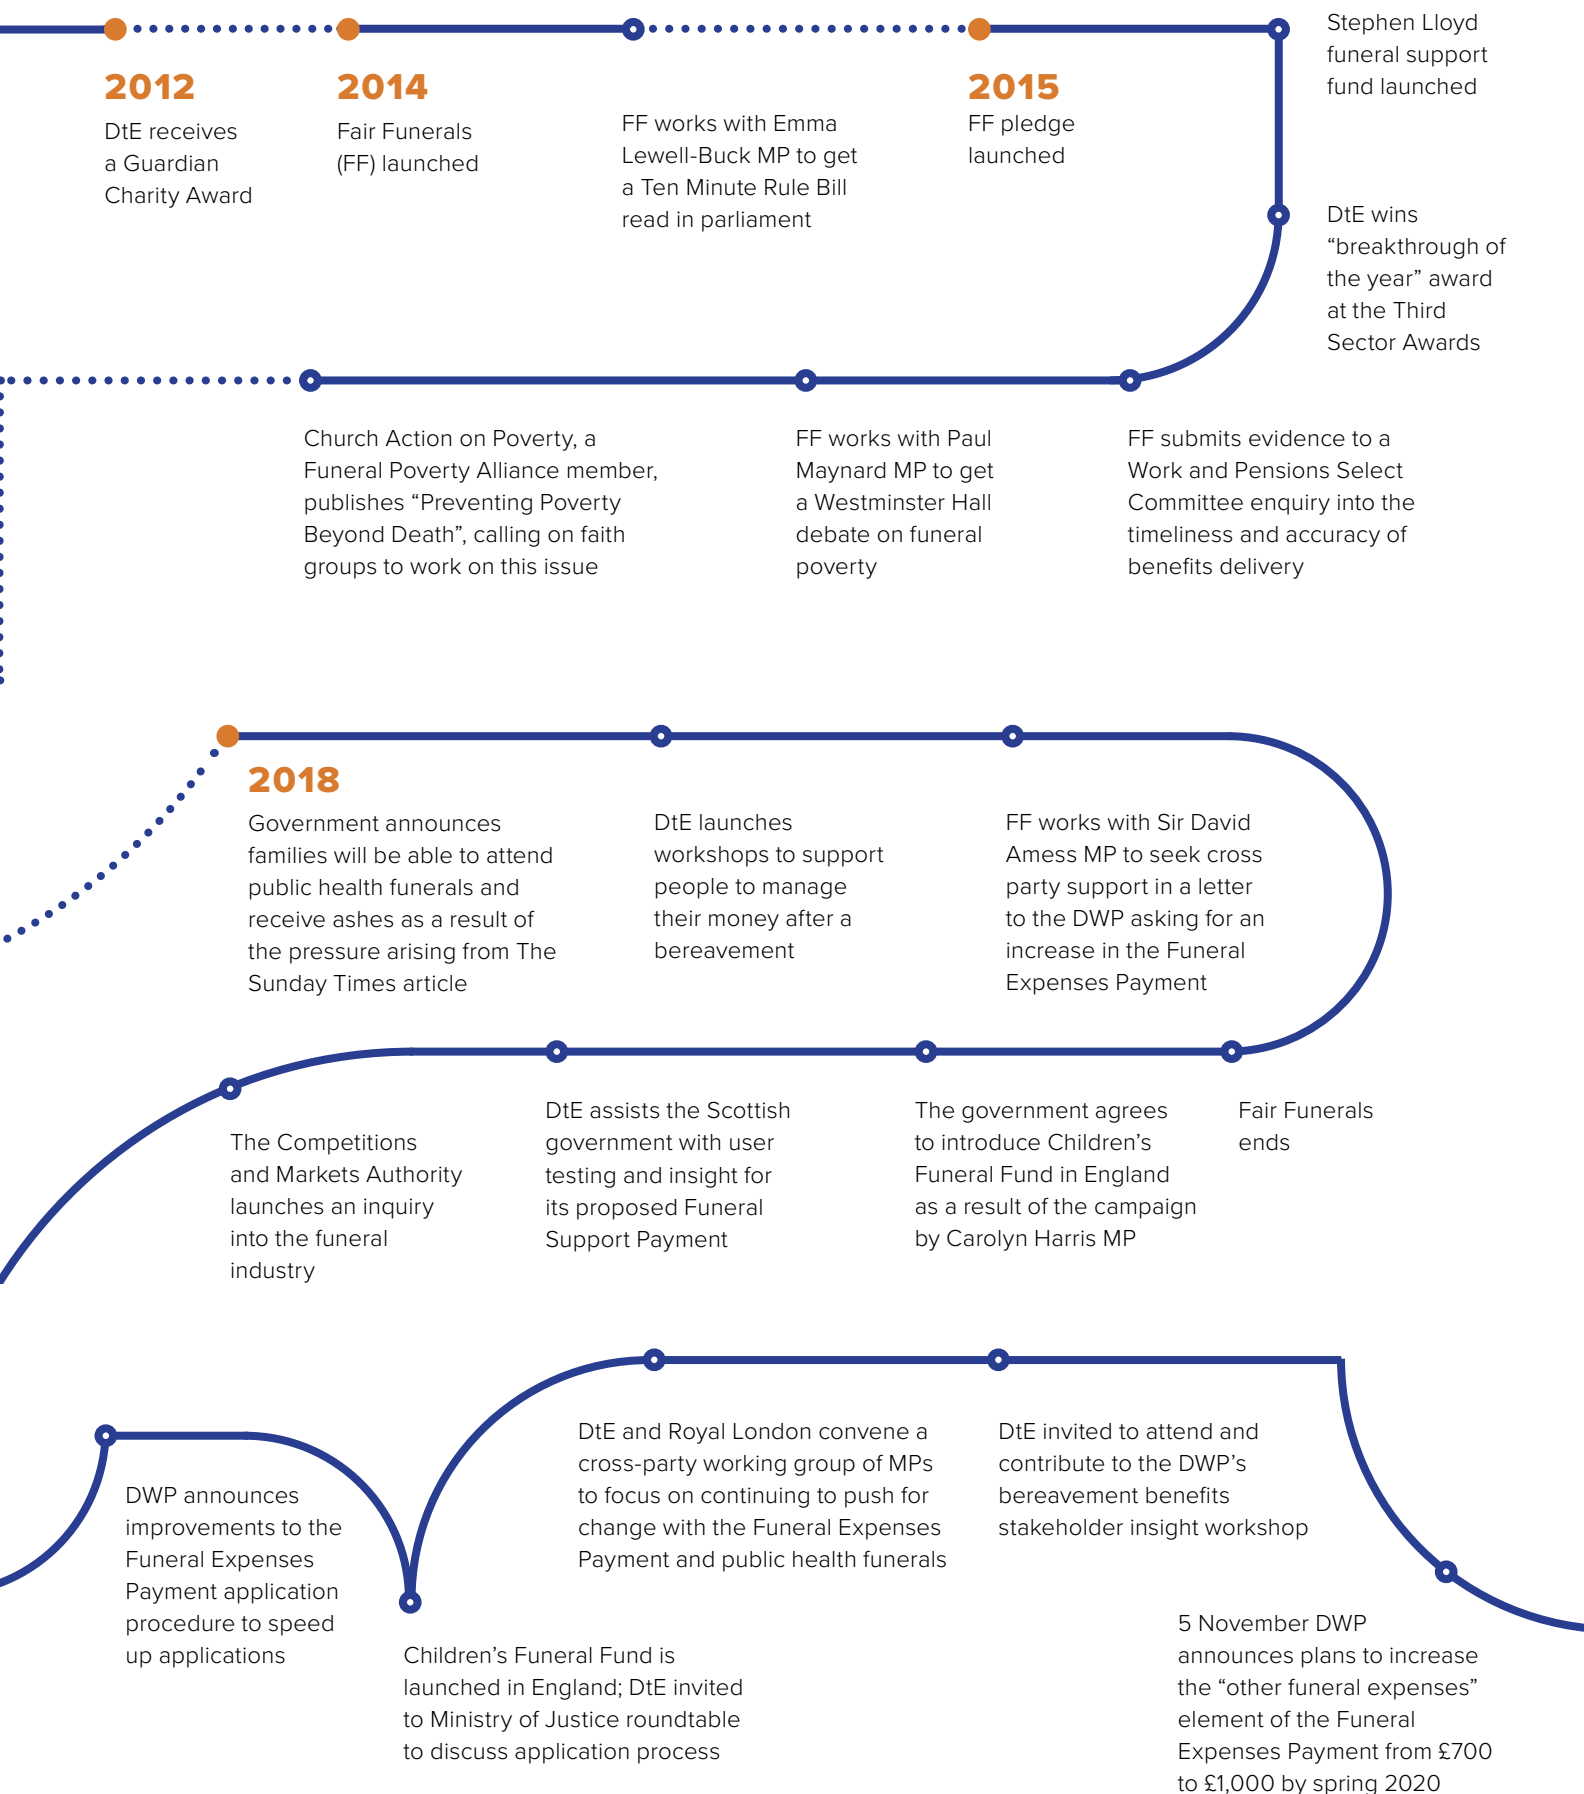 2012
DtE receives
a Guardian
Charity Award
2014
Fair Funerals
(FF) launched
FF works with Emma
Lewell-Buck MP to get
a Ten Minute Rule Bill
read in parliament
2015
FF pledge
launched
Stephen Lloyd
funeral support
fund launched
DtE wins
“breakthrough of
the year” award
at the Third
Sector Awards
Church Action on Poverty, a
Funeral Poverty Alliance member,
publishes “Preventing Poverty
Beyond Death”, calling on faith
groups to work on this issue
FF works with Paul
Maynard MP to get
a Westminster Hall
debate on funeral
poverty
FF submits evidence to a
Work and Pensions Select
Committee enquiry into the
timeliness and accuracy of
benefits delivery
2018
Government announces
families will be able to attend
public health funerals and
receive ashes as a result of
the pressure arising from The
Sunday Times article
DtE launches
workshops to support
people to manage
their money after a
bereavement
FF works with Sir David
Amess MP to seek cross
party support in a letter
to the DWP asking for an
increase in the Funeral
Expenses Payment
The Competitions
and Markets Authority
launches an inquiry
into the funeral
industry
DtE assists the Scottish
government with user
testing and insight for
its proposed Funeral
Support Payment
The government agrees
to introduce Children’s
Funeral Fund in England
as a result of the campaign
by Carolyn Harris MP
Fair Funerals
ends
DWP announces
improvements to the
Funeral Expenses
Payment application
procedure to speed
up applications
Children’s Funeral Fund is
launched in England; DtE invited
to Ministry of Justice roundtable
to discuss application process
DtE and Royal London convene a
cross-party working group of MPs
to focus on continuing to push for
change with the Funeral Expenses
Payment and public health funerals
DtE invited to attend and
contribute to the DWP’s
bereavement benefits
stakeholder insight workshop
5 November DWP
announces plans to increase
the “other funeral expenses”
element of the Funeral
Expenses Payment from £700
to £1,000 by spring 2020